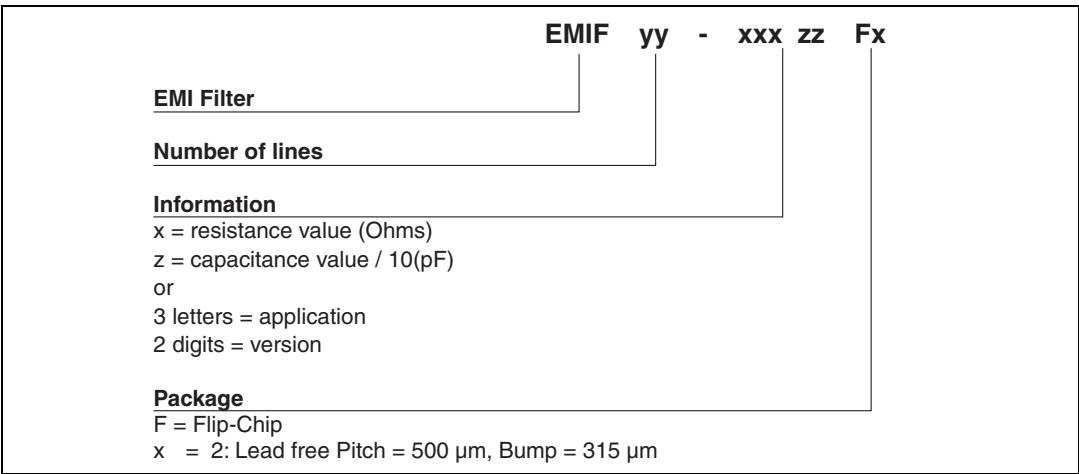 EMIF yy - xxx zz Fx
EMI Filter
Number of lines
Information
x = resistance value (Ohms)
z = capacitance value / 10(pF)
or
3 letters = application
2 digits = version
Package
F = Flip-Chip
x = 2: Lead free Pitch = 500 µm, Bump = 315 µm